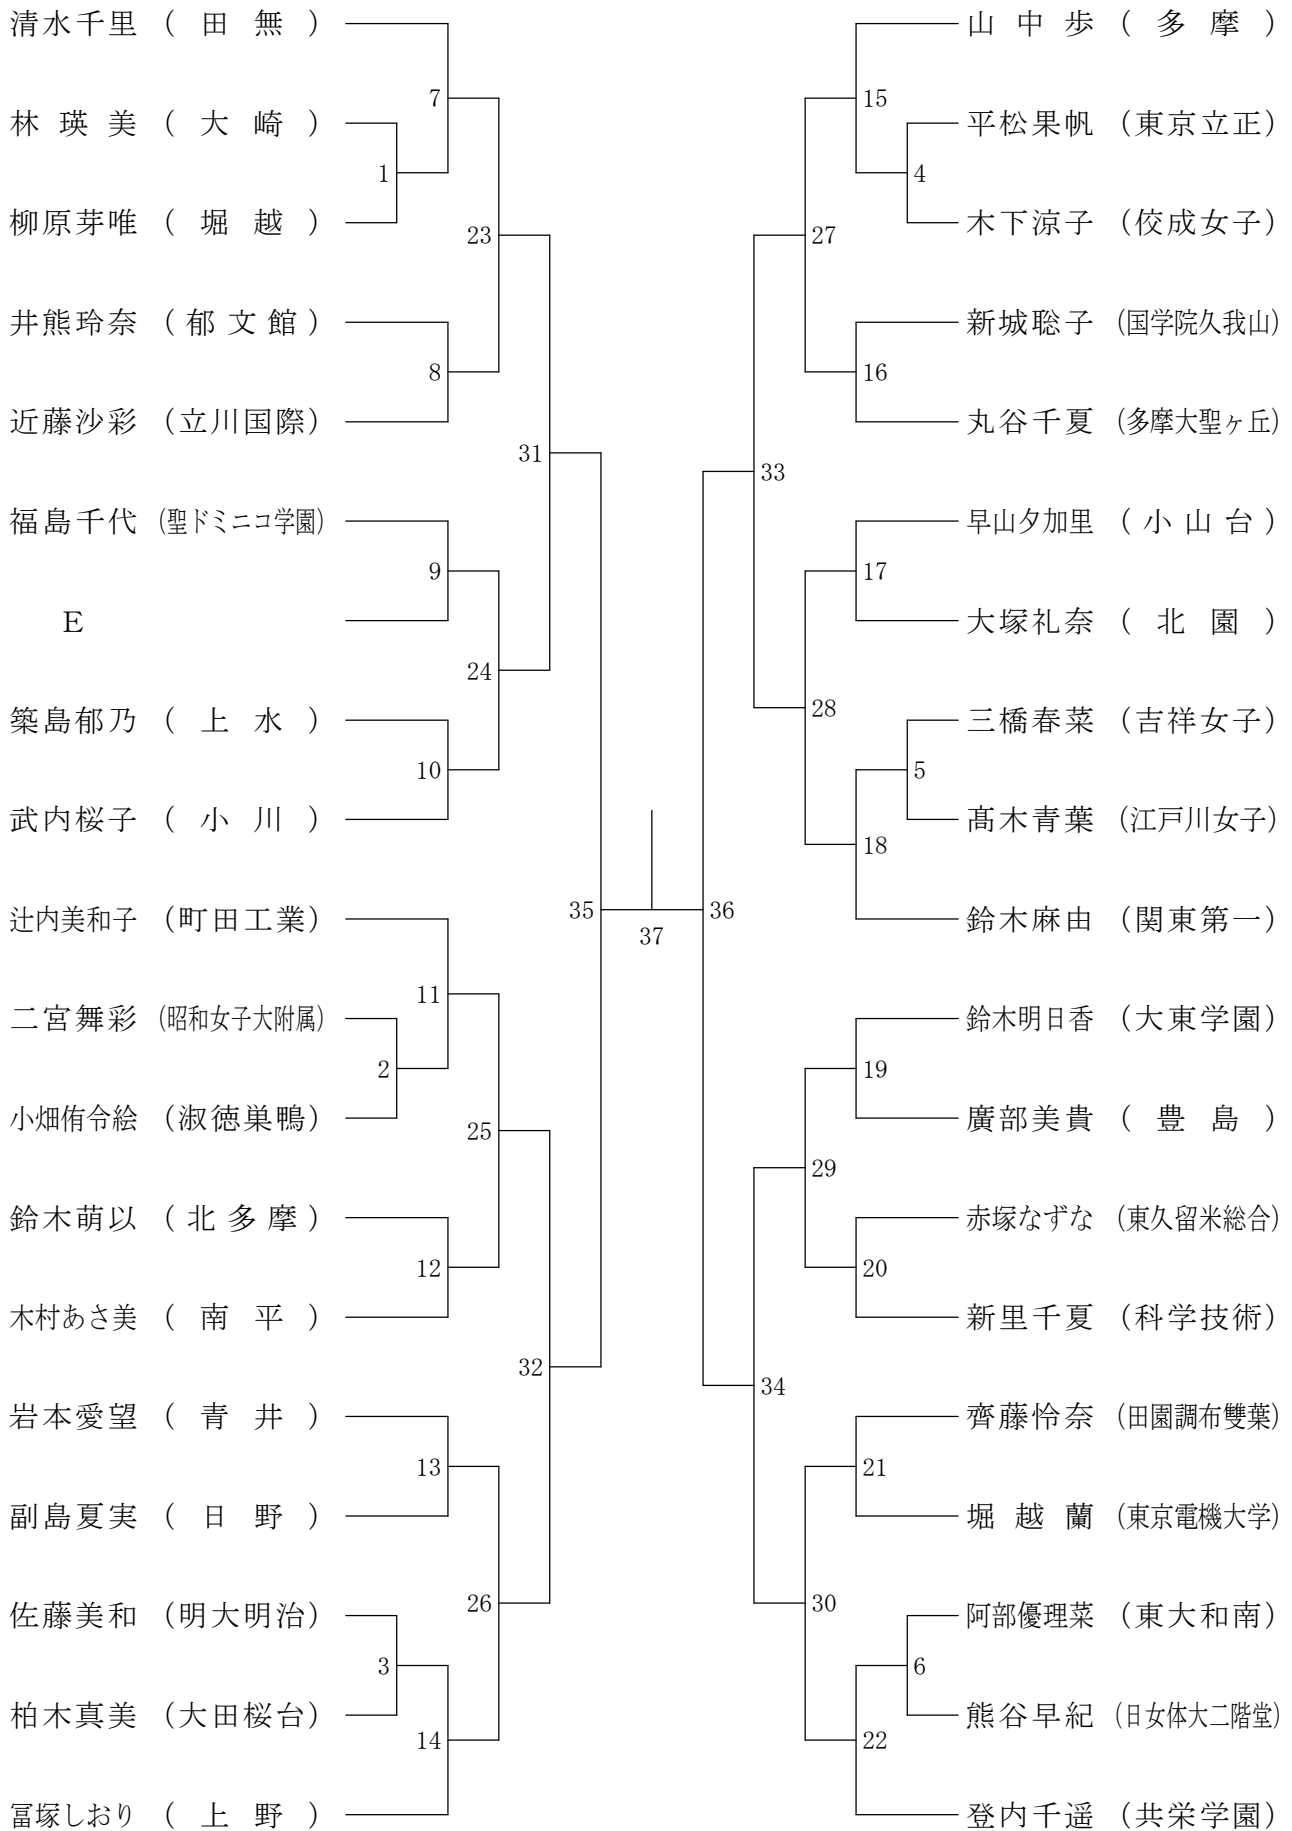 清水千里 （ 田 無 ）
林 瑛 美 （ 大 崎 ）
柳原芽唯 （ 堀 越 ）
井熊玲奈 （ 郁 文 館 ）
近藤沙彩 （立川国際）
福島千代 （聖ドミニコ学園）
E
築島郁乃 （ 上 水 ）
武内桜子 （ 小 川 ）
辻内美和子 （町田工業）
二宮舞彩 （昭和女子大附属）
小畑侑令絵 （淑徳巣鴨）
鈴木萌以 （ 北 多 摩 ）
木村あさ美 （ 南 平 ）
岩本愛望 （ 青 井 ）
副島夏実 （ 日 野 ）
佐藤美和 （明大明治）
柏木真美 （大田桜台）
冨塚しおり （ 上 野 ）
1
2
3
7
8
9
10
11
12
13
14
23
24
25
26
31
32
35
37
36
33
34
27
28
29
30
15
16
17
18
19
20
21
22
4
5
6
山 中 歩 （ 多 摩 ）
平松果帆 （東京立正）
木下涼子 （佼成女子）
新城聡子 （国学院久我山）
丸谷千夏 （多摩大聖ヶ丘）
早山夕加里 （ 小 山 台 ）
大塚礼奈 （ 北 園 ）
三橋春菜 （吉祥女子）
髙木青葉 （江戸川女子）
鈴木麻由 （関東第一）
鈴木明日香 （大東学園）
廣部美貴 （ 豊 島 ）
赤塚なずな （東久留米総合）
新里千夏 （科学技術）
齊藤怜奈 （田園調布雙葉）
堀 越 蘭 （東京電機大学）
阿部優理菜 （東大和南）
熊谷早紀 （日女体大二階堂）
登内千遥 （共栄学園）